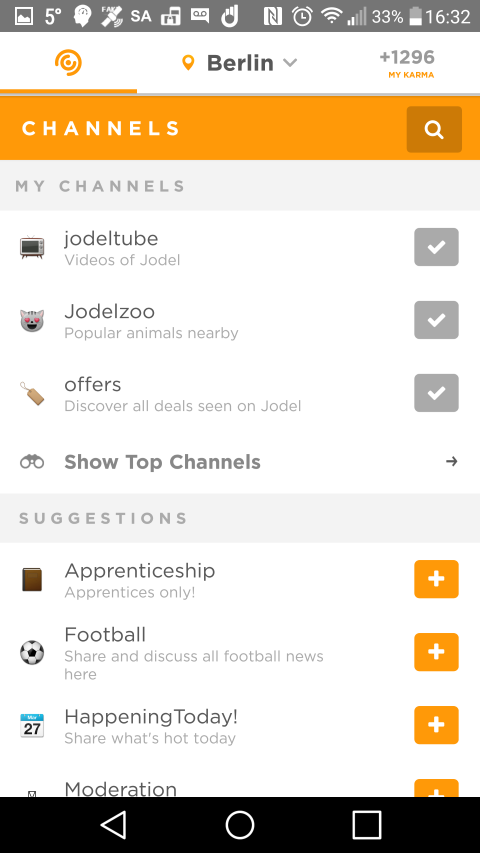 5° FAKE SA 33% 16:32
Berlin +1296
MY KARMA
CHANNELS
MY CHANNELS
jodeltube
Videos of Jodel
Jodelzoo
Popular animals nearby
offers
Discover all deals seen on Jodel
Show Top Channels
SUGGESTIONS
Apprenticeship
Apprentices only!
Football
Share and discuss all football news
here
HappeningToday!
Share what's hot today
27
Moderation